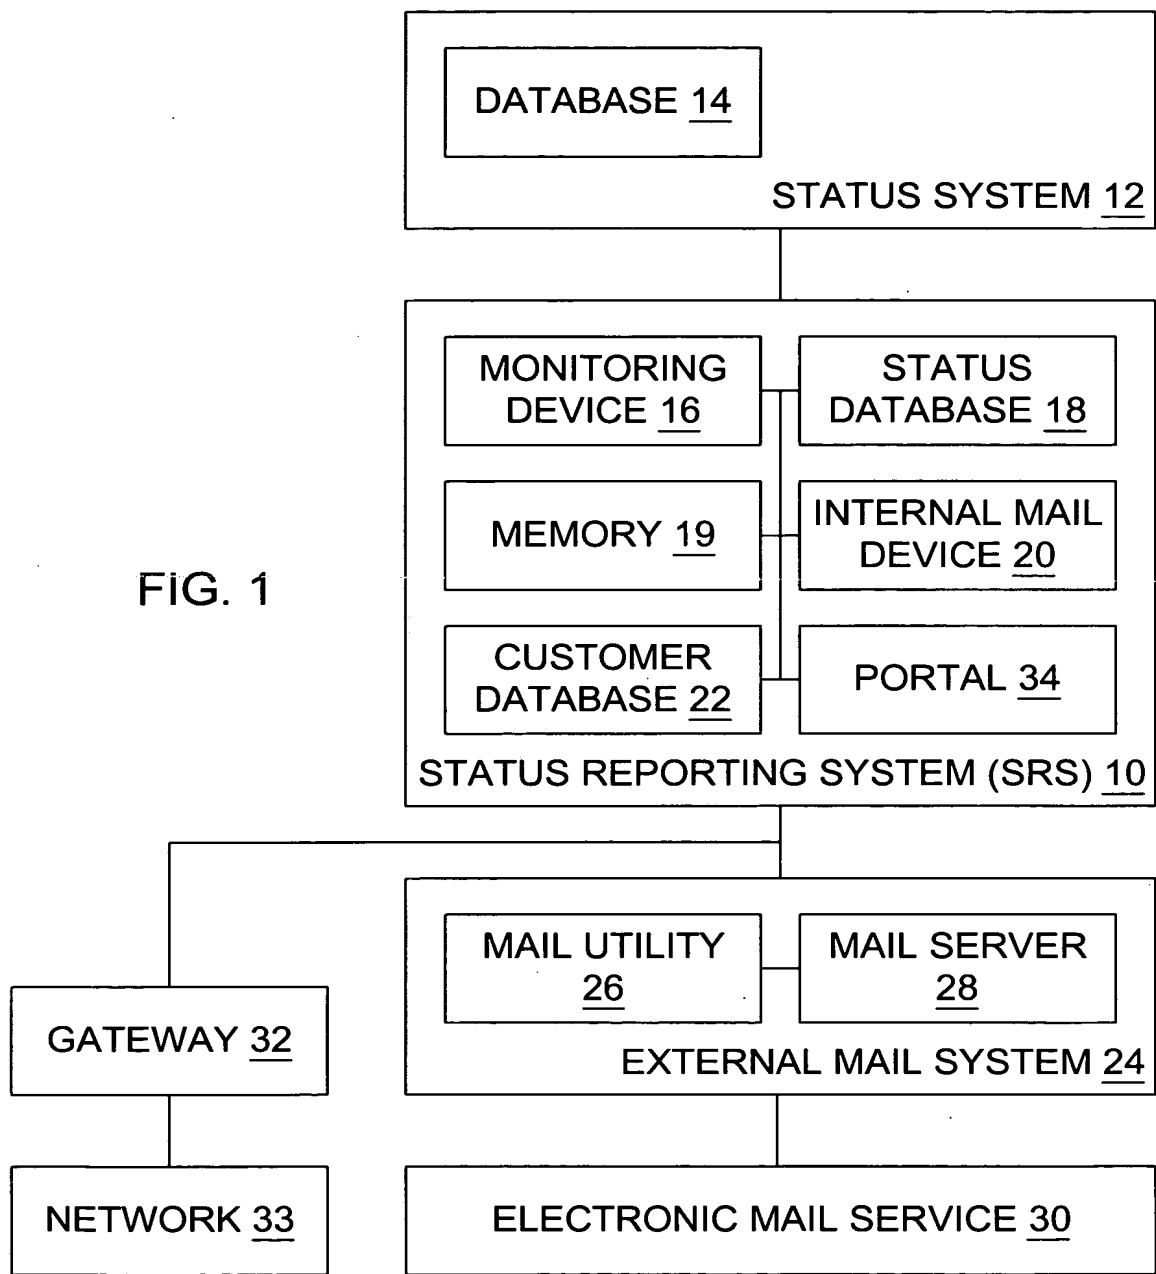 DATABASE 14
STATUS SYSTEM 12
MONITORING
DEVICE 16
STATUS
DATABASE 18
MEMORY 19
INTERNAL MAIL
DEVICE 20
FIG. 1
CUSTOMER
DATABASE 22
PORTAL 34
STATUS REPORTING SYSTEM (SRS) 10
MAIL UTILITY
26
MAIL SERVER
28
GATEWAY 32
EXTERNAL MAIL SYSTEM 24
NETWORK 33
ELECTRONIC MAIL SERVICE 30